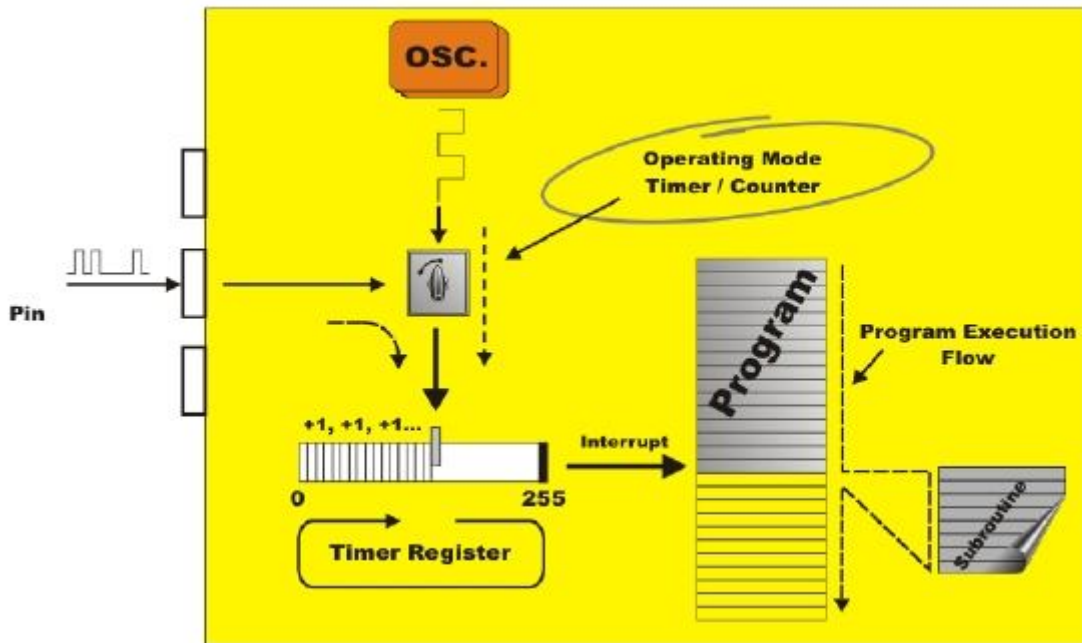 OSC.
Operating Mode
Timer / Counter
Pin
Program
Program Execution
Flow
+1, +1, +1...
Interrupt
0
255
Subroutine
Timer Register